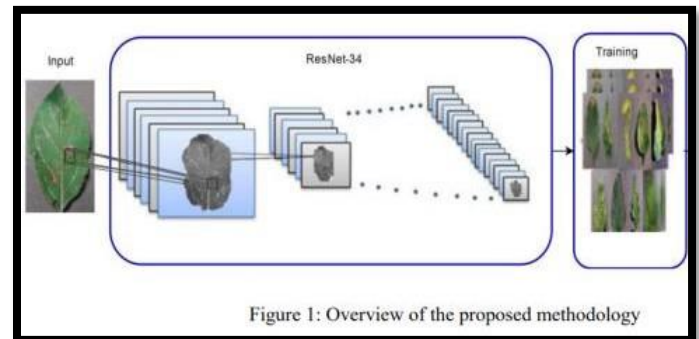 Input
ResNet-34
Training
Figure 1: Overview of the proposed methodology